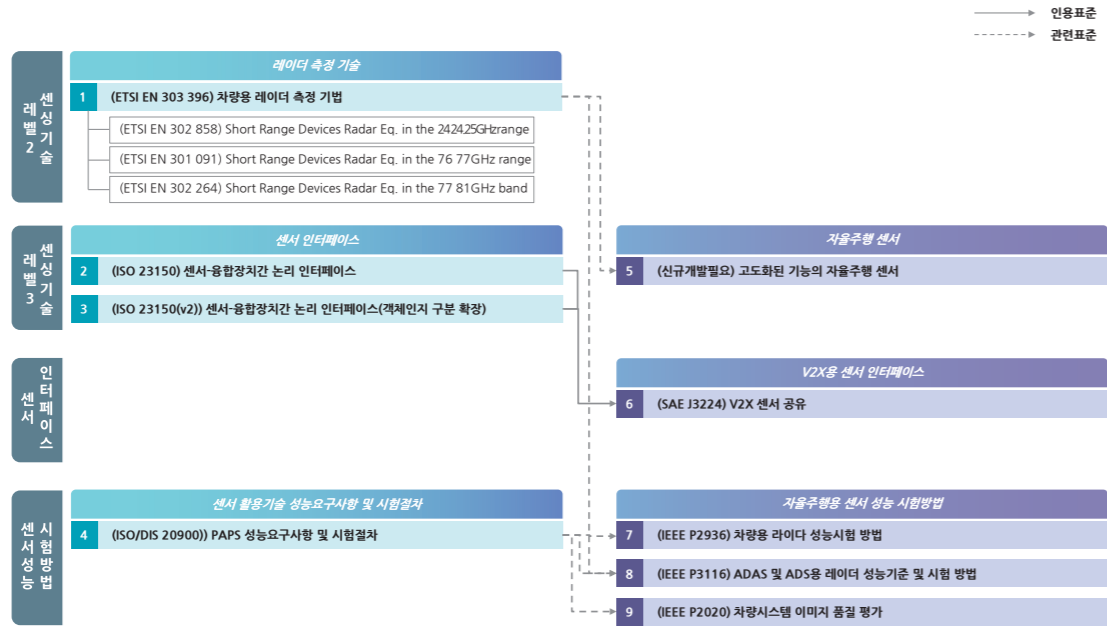 인용표준
관련표준
센싱기술
레벨2
레이더 측정 기술
1 (ETSI EN 303 396) 차량용 레이더 측정 기법
(ETSI EN 302 858) Short Range Devices Radar Eq. in the 2424.25GHz range
(ETSI EN 301 091) Short Range Devices Radar Eq. in the 76 77GHz range
(ETSI EN 302 264) Short Range Devices Radar Eq. in the 77 81GHz band
센싱기술
레벨3
센서 인터페이스
2 (ISO 23150) 센서-융합장치간 논리 인터페이스
3 (ISO 23150(v2)) 센서-융합장치간 논리 인터페이스(객체인지 구분 확장)
자율주행 센서
5 (신규개발필요) 고도화된 기능의 자율주행 센서
인터페이스
센서
V2X용 센서 인터페이스
6 (SAE J3224) V2X 센서 공유
시험방법
센서성능
센서 활용기술 성능요구사항 및 시험절차
4 (ISO/DIS 20900)) PAPS 성능요구사항 및 시험절차
자율주행용 센서 성능 시험방법
7 (IEEE P2936) 차량용 라이다 성능시험 방법
8 (IEEE P3116) ADAS 및 ADS용 레이더 성능기준 및 시험 방법
9 (IEEE P2020) 차량시스템 이미지 품질 평가